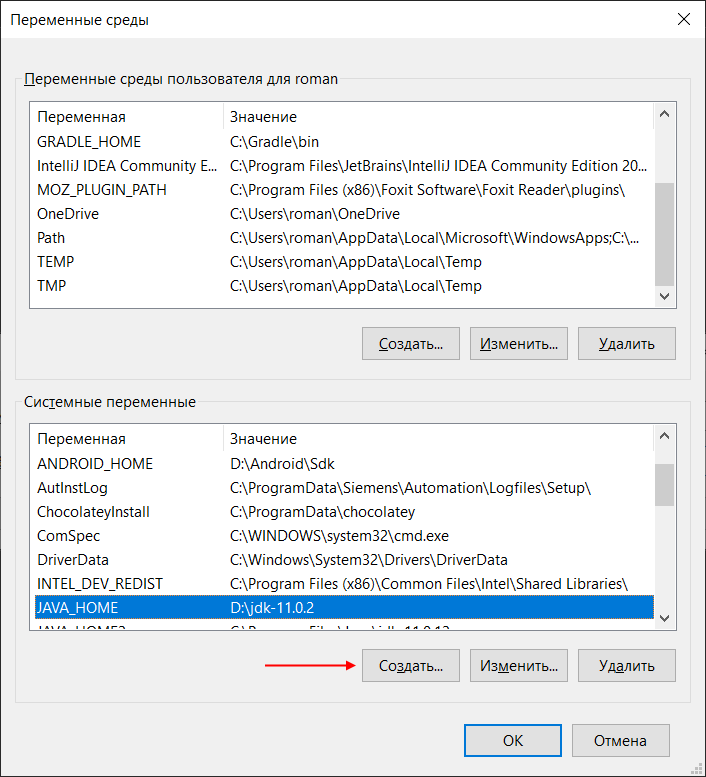 Переменные среды
Переменные среды пользователя для roman
Переменная Значение
GRADLE_HOME C:\Gradle\bin
IntelliJ IDEA Community E... C:\Program Files\JetBrains\IntelliJ IDEA Community Edition 20...
MOZ_PLUGIN_PATH C:\Program Files (x86)\Foxit Software\Foxit Reader\plugins\
OneDrive C:\Users\roman\OneDrive
Path C:\Users\roman\AppData\Local\Microsoft\WindowsApps;C:\...
TEMP C:\Users\roman\AppData\Local\Temp
TMP C:\Users\roman\AppData\Local\Temp
Создать... Изменить... Удалить
Системные переменные
Переменная Значение
ANDROID_HOME D:\Android\Sdk
AutInstLog C:\ProgramData\Siemens\Automation\Logfiles\Setup\
ChocolateyInstall C:\ProgramData\chocolatey
ComSpec C:\WINDOWS\system32\cmd.exe
DriverData C:\Windows\System32\Drivers\DriverData
INTEL_DEV_REDIST C:\Program Files (x86)\Common Files\Intel\Shared Libraries\
JAVA_HOME D:\jdk-11.0.2
Создать... Изменить... Удалить
OK Отмена